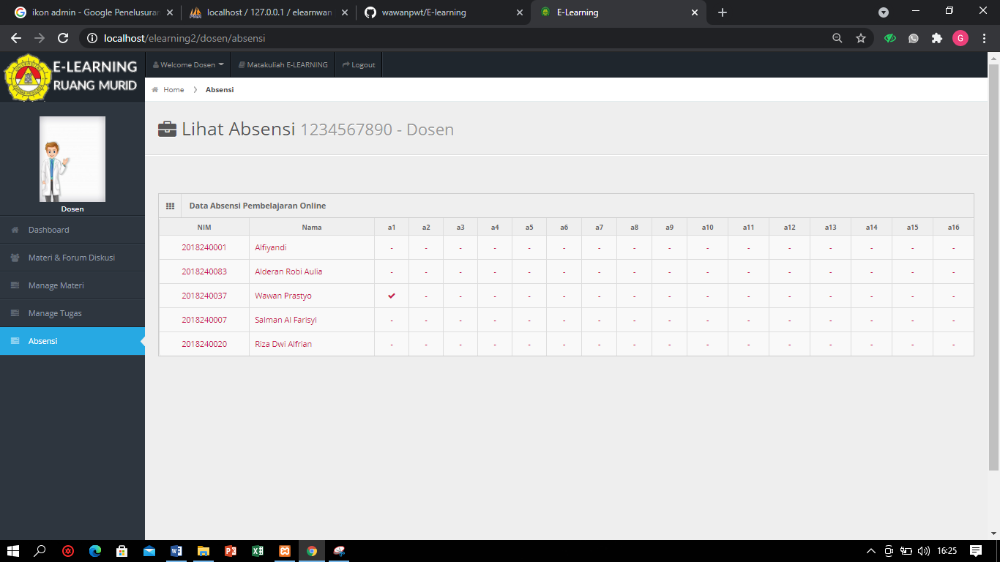 ikon admin - Google Penelusuran
localhost / 127.0.0.1 / elearnwan
wawanpwt/E-learning
E-Learning
localhost/elearning2/dosen/absensi
G
E-LEARNING
RUANG MURID
Welcome Dosen
Matakuliah E-LEARNING
Logout
Home
Absensi
Lihat Absensi 1234567890 - Dosen
Dosen
Dashboard
Materi & Forum Diskusi
Manage Materi
Manage Tugas
Absensi
Data Absensi Pembelajaran Online
NIM Nama a1 a2 a3 a4 a5 a6 a7 a8 a9 a10 a11 a12 a13 a14 a15 a16
2018240001 Alfiyandi - - - - - - - - - - - - - - - -
2018240083 Alderan Robi Aulia - - - - - - - - - - - - - - - -
2018240037 Wawan Prastyo ✔ - - - - - - - - - - - - - - -
2018240007 Salman Al Farisyi - - - - - - - - - - - - - - - -
2018240020 Riza Dwi Alfrian - - - - - - - - - - - - - - - -
16:25